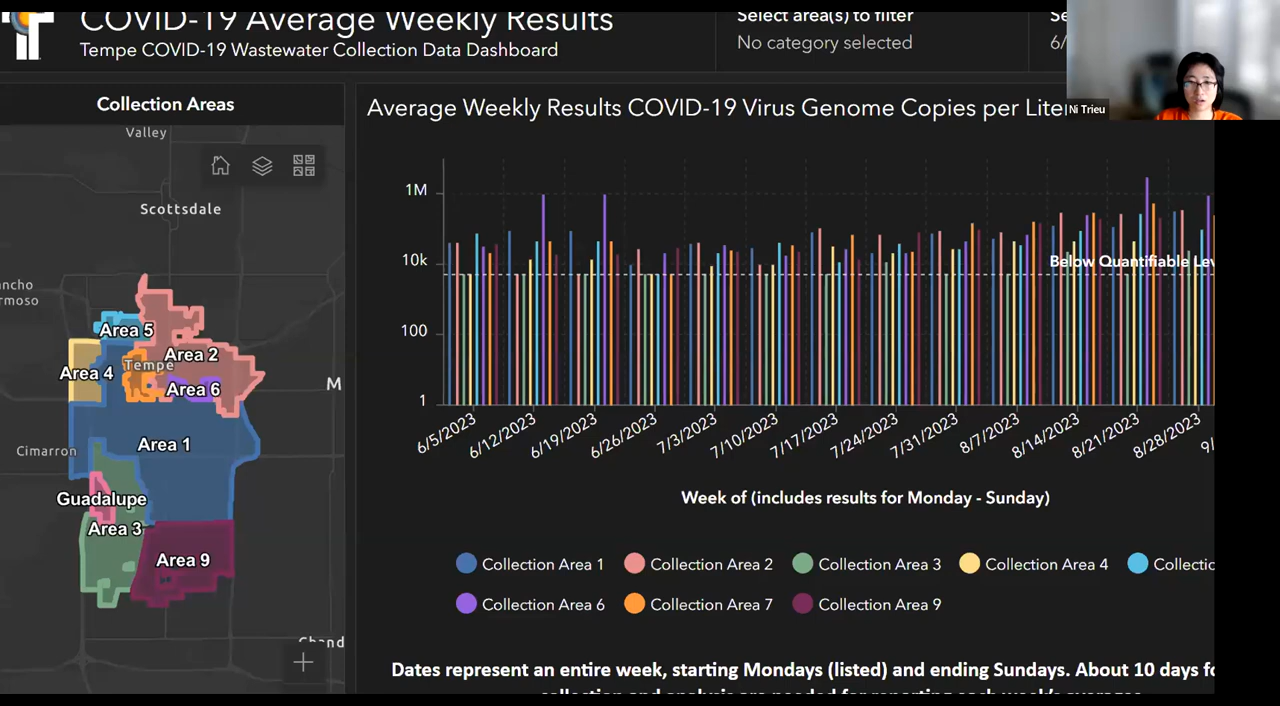 COVID-19 Average Weekly Results
Tempe COVID-19 Wastewater Collection Data Dashboard
Select area(s) to filter
No category selected
Ni Trieu
Collection Areas
Valley
Scottsdale
Area 5
Area 2
Tempe
Area 4
Area 6
M
Area 1
Cimarron
Guadalupe
Area 3
Area 9
Average Weekly Results COVID-19 Virus Genome Copies per Lite
1M
10k
Below Quantifiable Lev
100
1
6/5/2023
6/12/2023
6/19/2023
6/26/2023
7/3/2023
7/10/2023
7/17/2023
7/24/2023
7/31/2023
8/7/2023
8/14/2023
8/21/2023
8/28/2023
9/
Week of (includes results for Monday - Sunday)
Collection Area 1
Collection Area 2
Collection Area 3
Collection Area 4
Collectic
Collection Area 6
Collection Area 7
Collection Area 9
Dates represent an entire week, starting Mondays (listed) and ending Sundays. About 10 days fo